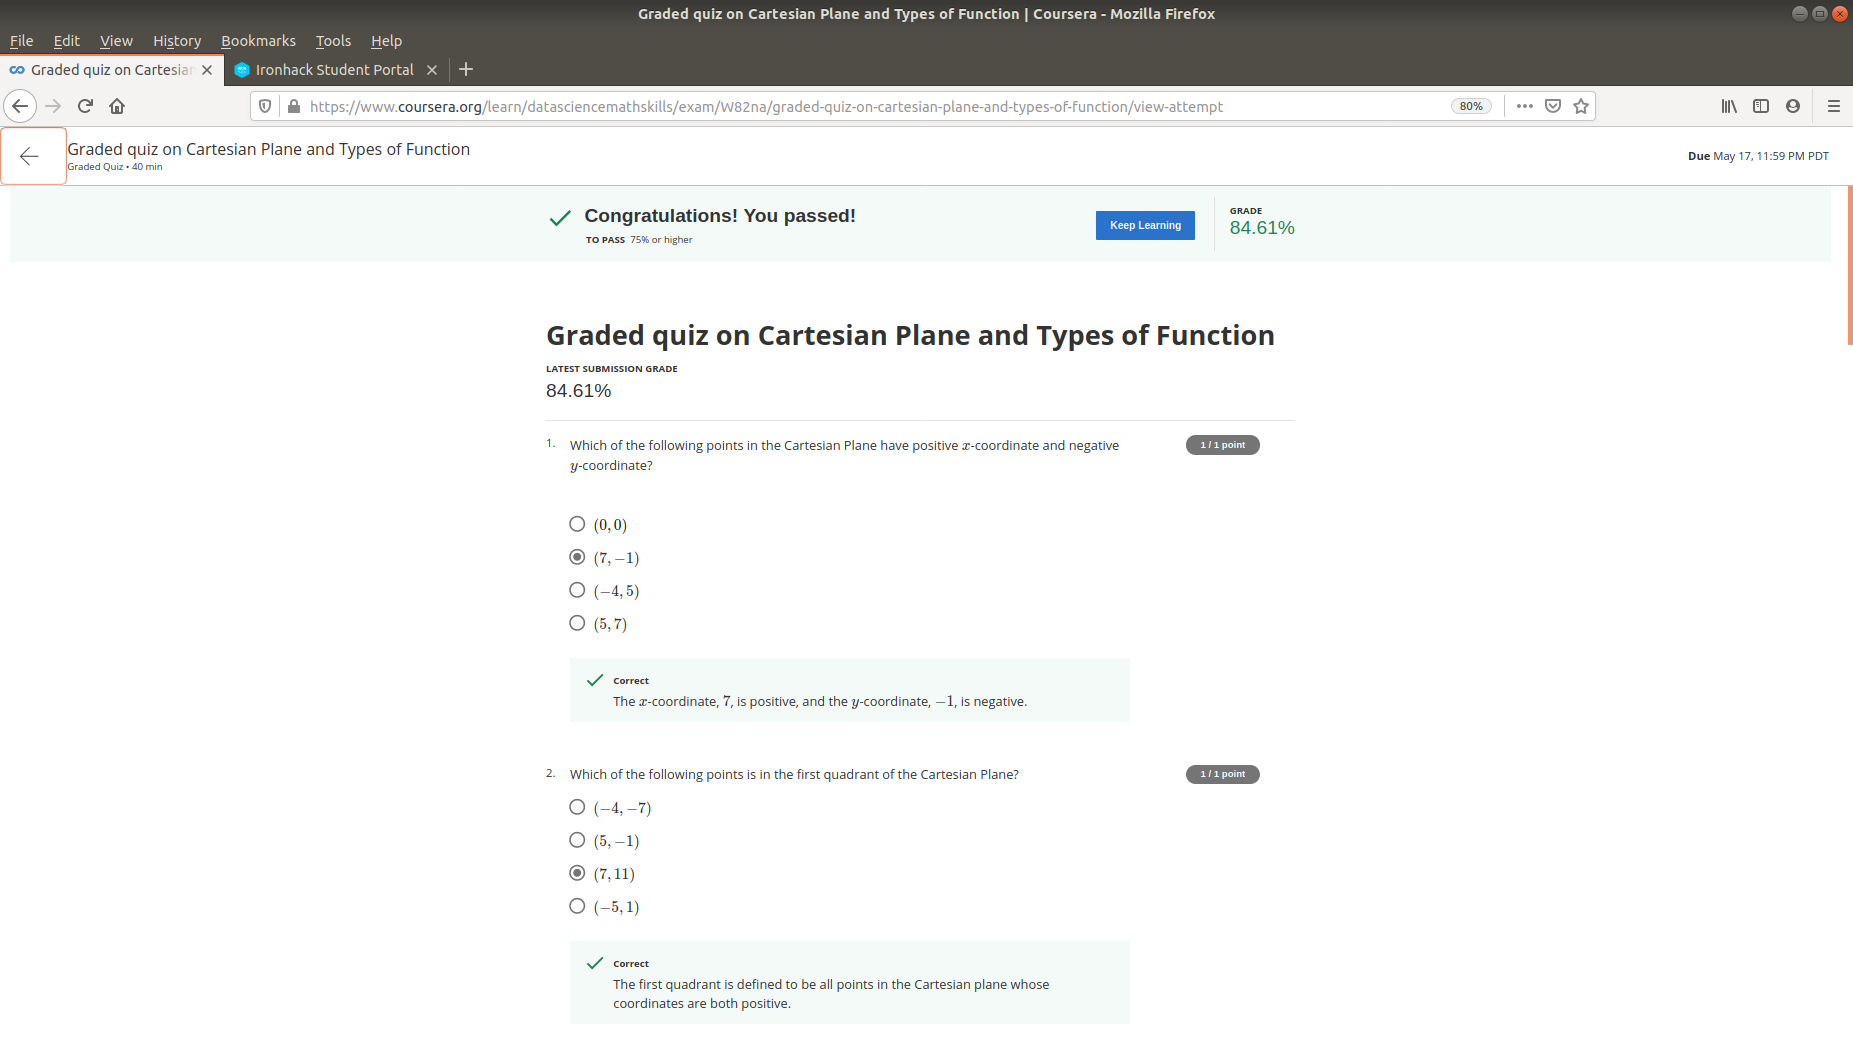 Graded quiz on Cartesian Plane and Types of Function | Coursera - Mozilla Firefox
File Edit View History Bookmarks Tools Help
Graded quiz on Cartesian
Ironhack Student Portal
https://www.coursera.org/learn/datasciencemathskills/exam/W82na/graded-quiz-on-cartesian-plane-and-types-of-function/view-attempt
80%
Graded quiz on Cartesian Plane and Types of Function
Graded Quiz • 40 min
Due May 17, 11:59 PM PDT
Congratulations! You passed!
TO PASS 75% or higher
Keep Learning
GRADE
84.61%
Graded quiz on Cartesian Plane and Types of Function
LATEST SUBMISSION GRADE
84.61%
1. Which of the following points in the Cartesian Plane have positive x-coordinate and negative
y-coordinate?
1 / 1 point
(0, 0)
(7, −1)
(−4, 5)
(5, 7)
Correct
The x-coordinate, 7, is positive, and the y-coordinate, −1, is negative.
2. Which of the following points is in the first quadrant of the Cartesian Plane?
1 / 1 point
(−4, −7)
(5, −1)
(7, 11)
(−5, 1)
Correct
The first quadrant is defined to be all points in the Cartesian plane whose
coordinates are both positive.